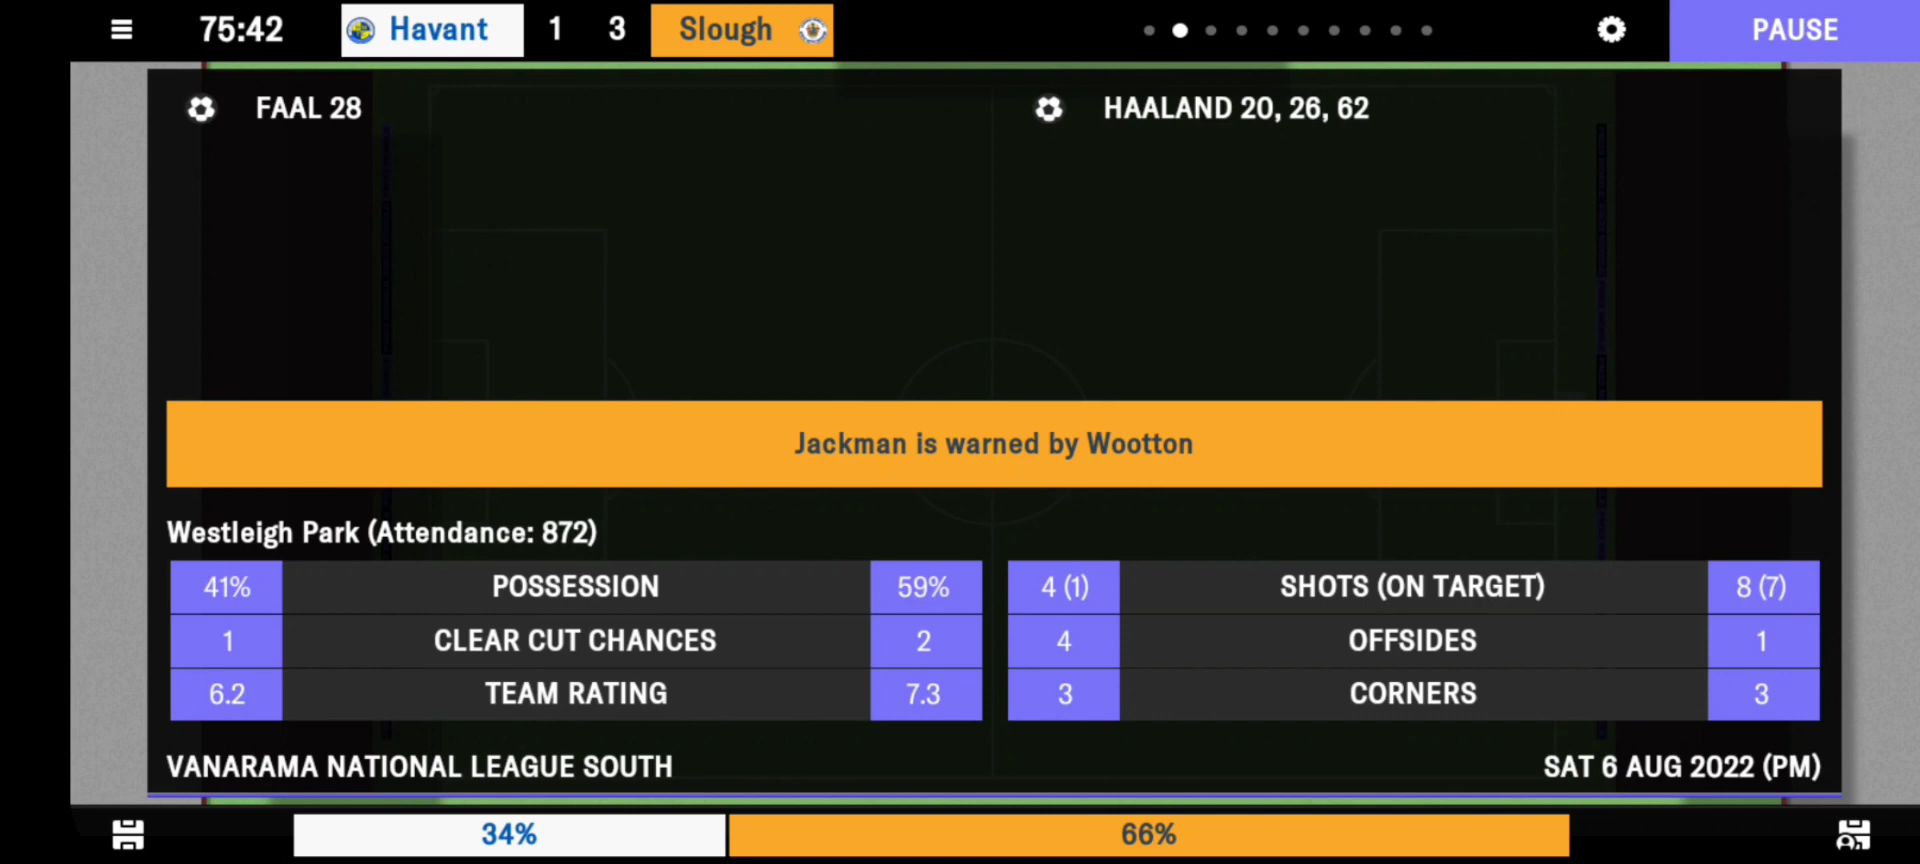 75:42 Havant 1 3 Slough PAUSE
FAAL 28
HAALAND 20, 26, 62
Jackman is warned by Wootton
Westleigh Park (Attendance: 872)
41% POSSESSION 59%
1 CLEAR CUT CHANCES 2
6.2 TEAM RATING 7.3
4 (1) SHOTS (ON TARGET) 8 (7)
4 OFFSIDES 1
3 CORNERS 3
VANARAMA NATIONAL LEAGUE SOUTH
SAT 6 AUG 2022 (PM)
34% 66%